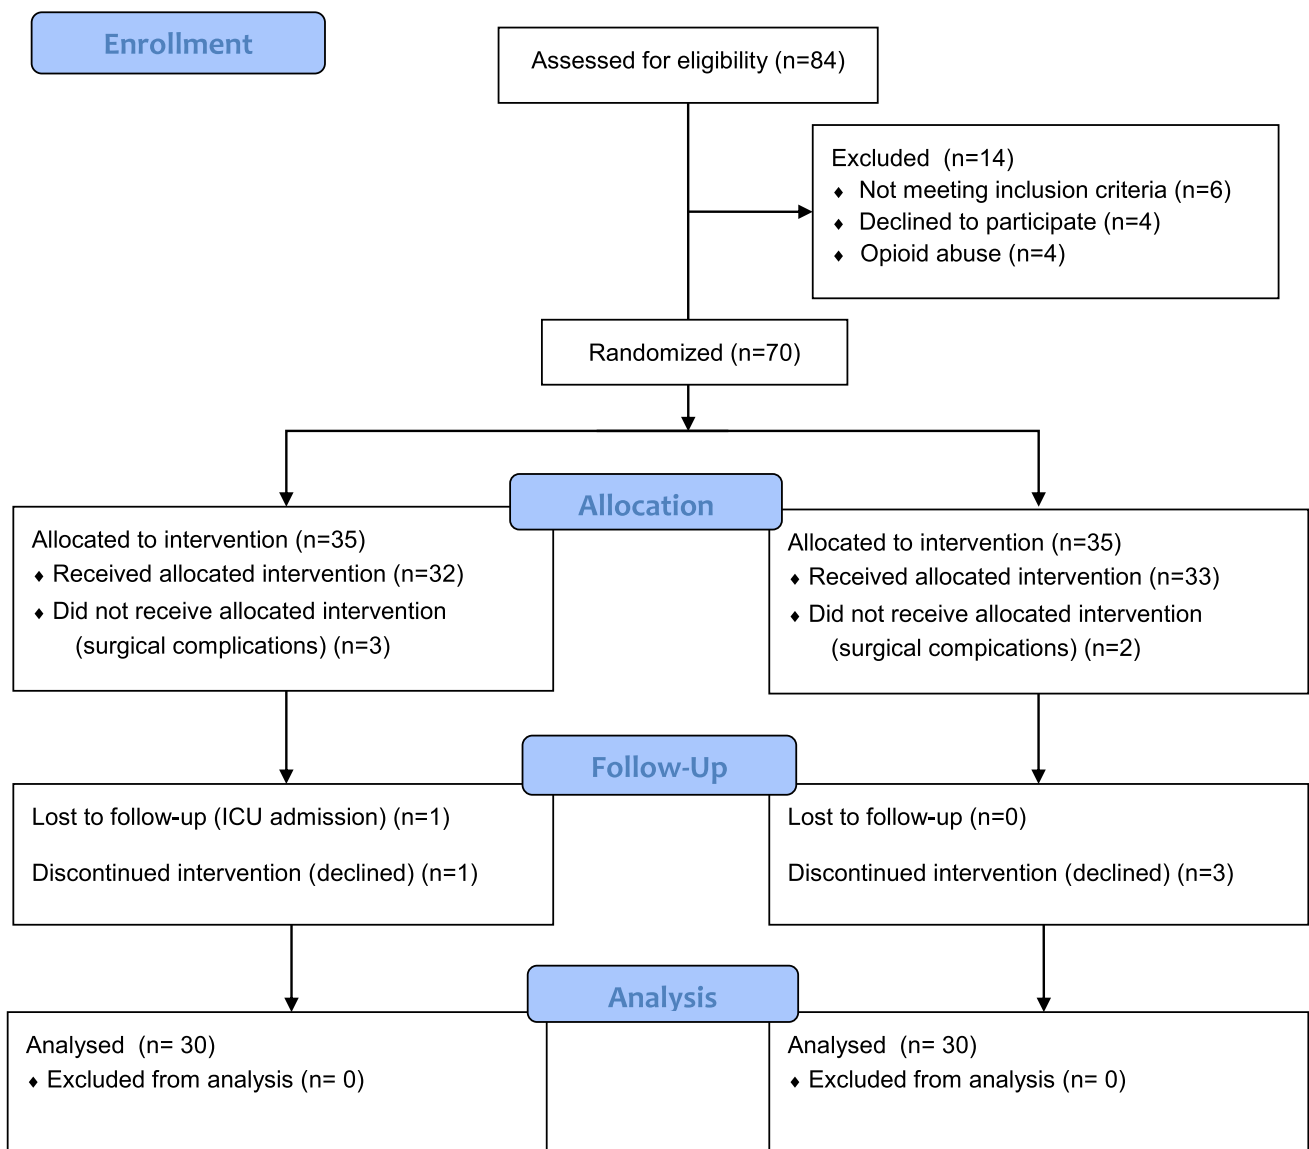 Enrollment
Assessed for eligibility (n=84)
Excluded (n=14)
♦ Not meeting inclusion criteria (n=6)
♦ Declined to participate (n=4)
♦ Opioid abuse (n=4)
Randomized (n=70)
Allocation
Allocated to intervention (n=35)
♦ Received allocated intervention (n=32)
♦ Did not receive allocated intervention
(surgical complications) (n=3)
Allocated to intervention (n=35)
♦ Received allocated intervention (n=33)
♦ Did not receive allocated intervention
(surgical compications) (n=2)
Follow-Up
Lost to follow-up (ICU admission) (n=1)
Discontinued intervention (declined) (n=1)
Lost to follow-up (n=0)
Discontinued intervention (declined) (n=3)
Analysis
Analysed (n= 30)
♦ Excluded from analysis (n= 0)
Analysed (n= 30)
♦ Excluded from analysis (n= 0)